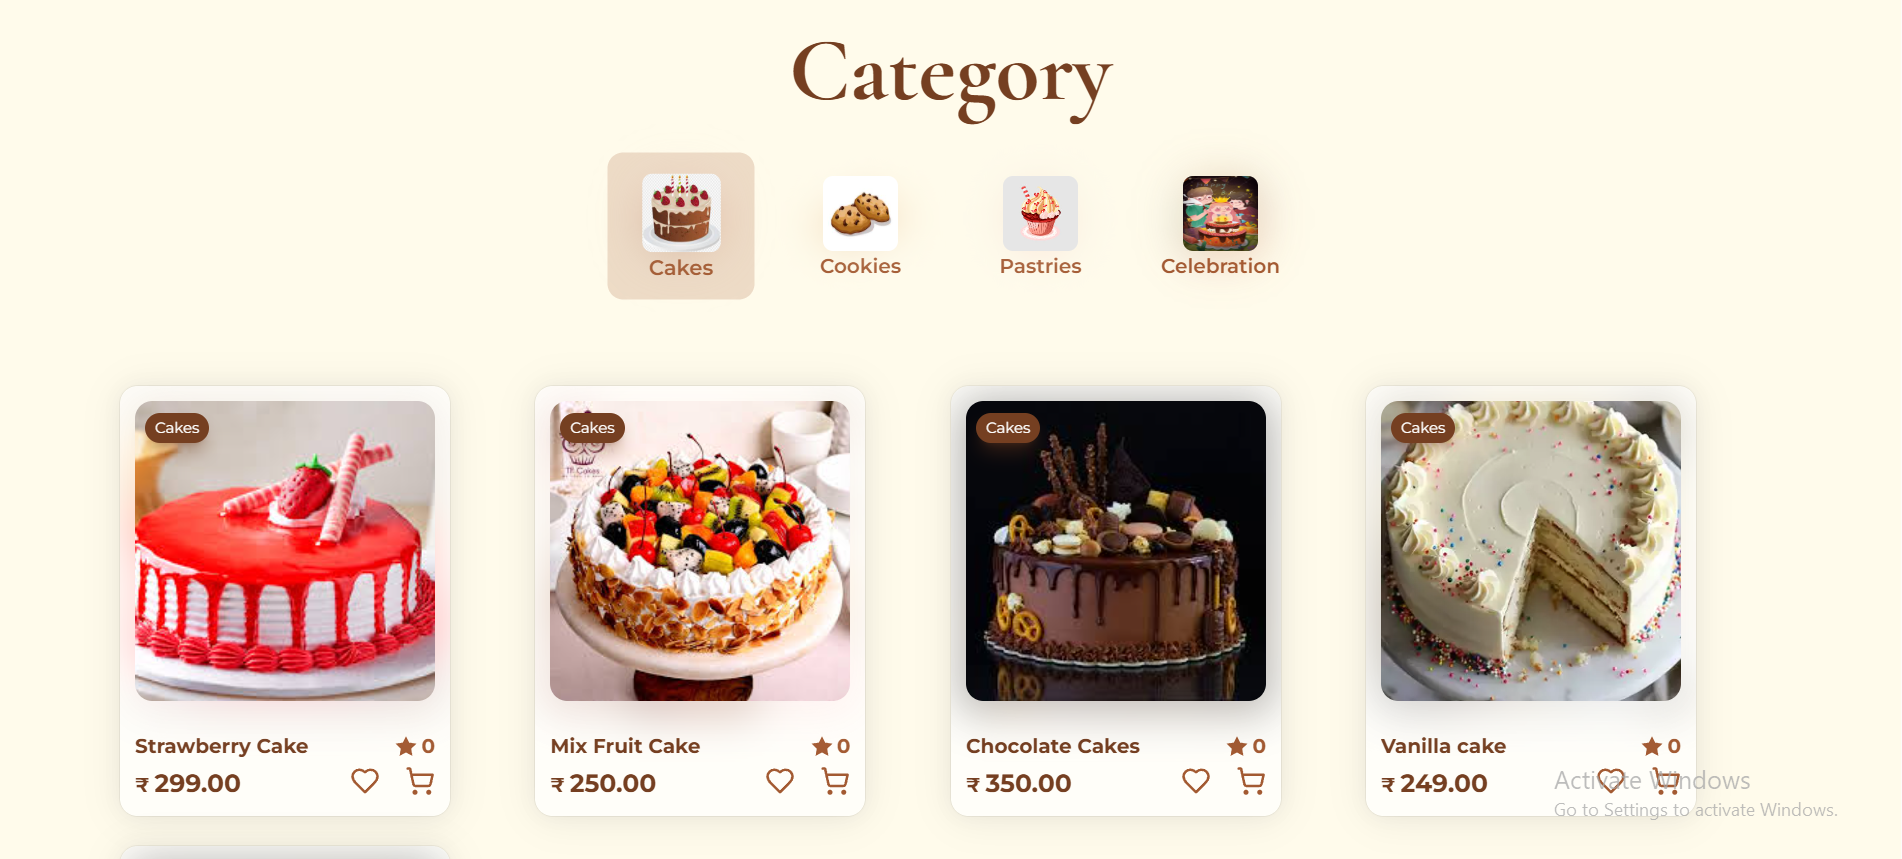 Category
Cakes
Cookies
Pastries
Celebration
Cakes
Cakes
Cakes
Cakes
TFCakes
Strawberry Cake ★ 0
Mix Fruit Cake ★ 0
Chocolate Cakes ★ 0
Vanilla cake ★ 0
₹ 299.00
₹ 250.00
₹ 350.00
₹ 249.00
Activate Windows
Go to Settings to activate Windows.